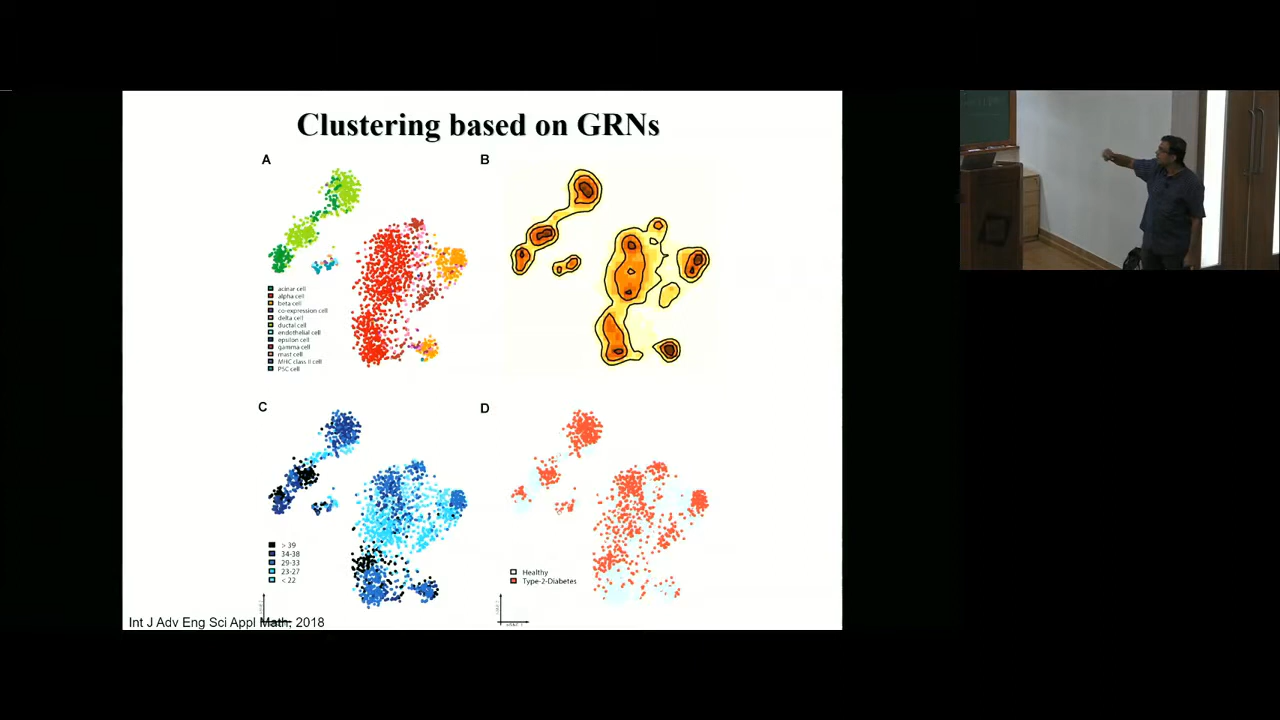 Clustering based on GRNs
A
B
acinar cell
alpha cell
beta cell
co-expression cell
delta cell
ductal cell
endothelial cell
epsilon cell
gamma cell
mast cell
MHC class II cell
PSC cell
C
D
> 39
34-38
29-33
23-27
< 22
Healthy
Type-2-Diabetes
Int J Adv Eng Sci Appl Math, 2018